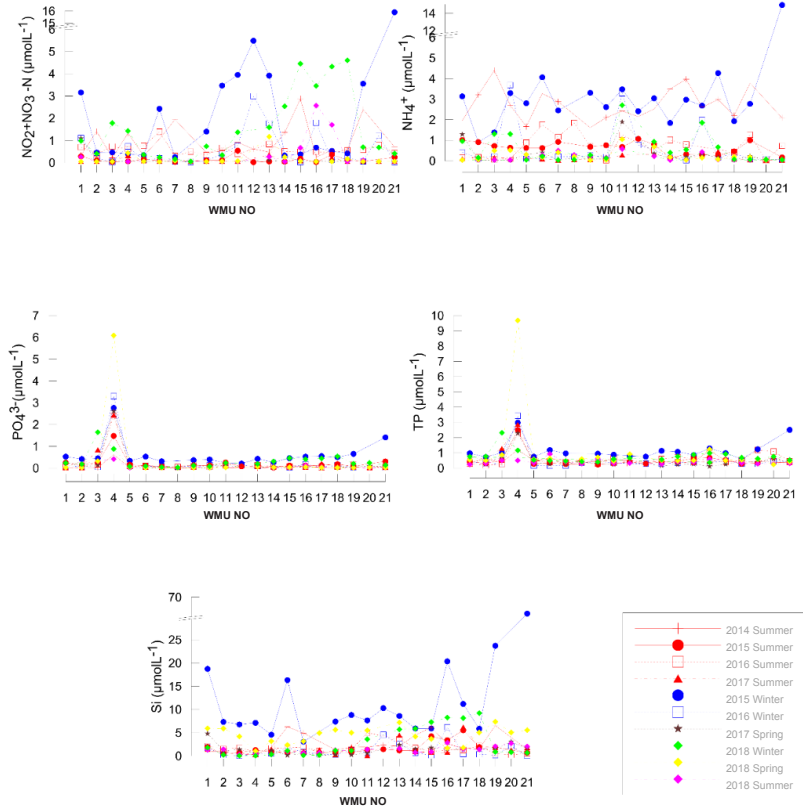 NO2+NO3 -N (µmolL-1)
16
15
6
5
4
3
2
1
0
1 2 3 4 5 6 7 8 9 10 11 12 13 14 15 16 17 18 19 20 21
WMU NO
NH4+ (µmolL-1)
14
6
5
4
3
2
1
0
1 2 3 4 5 6 7 8 9 10 11 12 13 14 15 16 17 18 19 20 21
WMU NO
PO43-(µmolL-1)
7
6
5
4
3
2
1
0
1 2 3 4 5 6 7 8 9 10 11 12 13 14 15 16 17 18 19 20 21
WMU NO
TP (µmolL-1)
10
9
8
7
6
5
4
3
2
1
0
1 2 3 4 5 6 7 8 9 10 11 12 13 14 15 16 17 18 19 20 21
WMU NO
Si (µmolL-1)
70
25
20
15
10
5
0
1 2 3 4 5 6 7 8 9 10 11 12 13 14 15 16 17 18 19 20 21
WMU NO
2014 Summer
2015 Summer
2016 Summer
2017 Summer
2015 Winter
2016 Winter
2017 Spring
2018 Winter
2018 Spring
2018 Summer